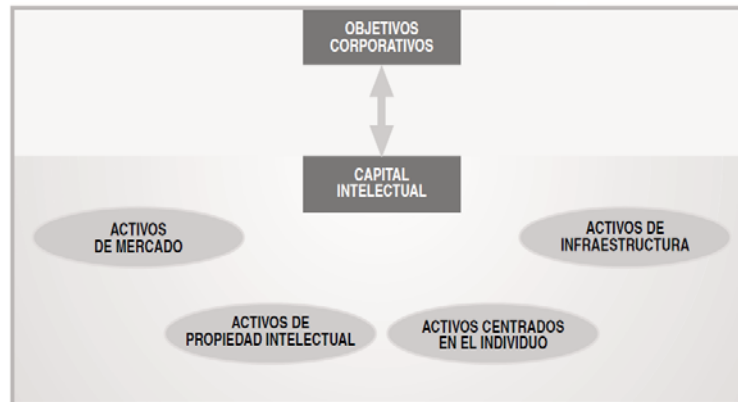 OBJETIVOS
CORPORATIVOS
CAPITAL
INTELECTUAL
ACTIVOS
DE MERCADO
ACTIVOS DE
INFRAESTRUCTURA
ACTIVOS DE
PROPIEDAD INTELECTUAL
ACTIVOS CENTRADOS
EN EL INDIVIDUO